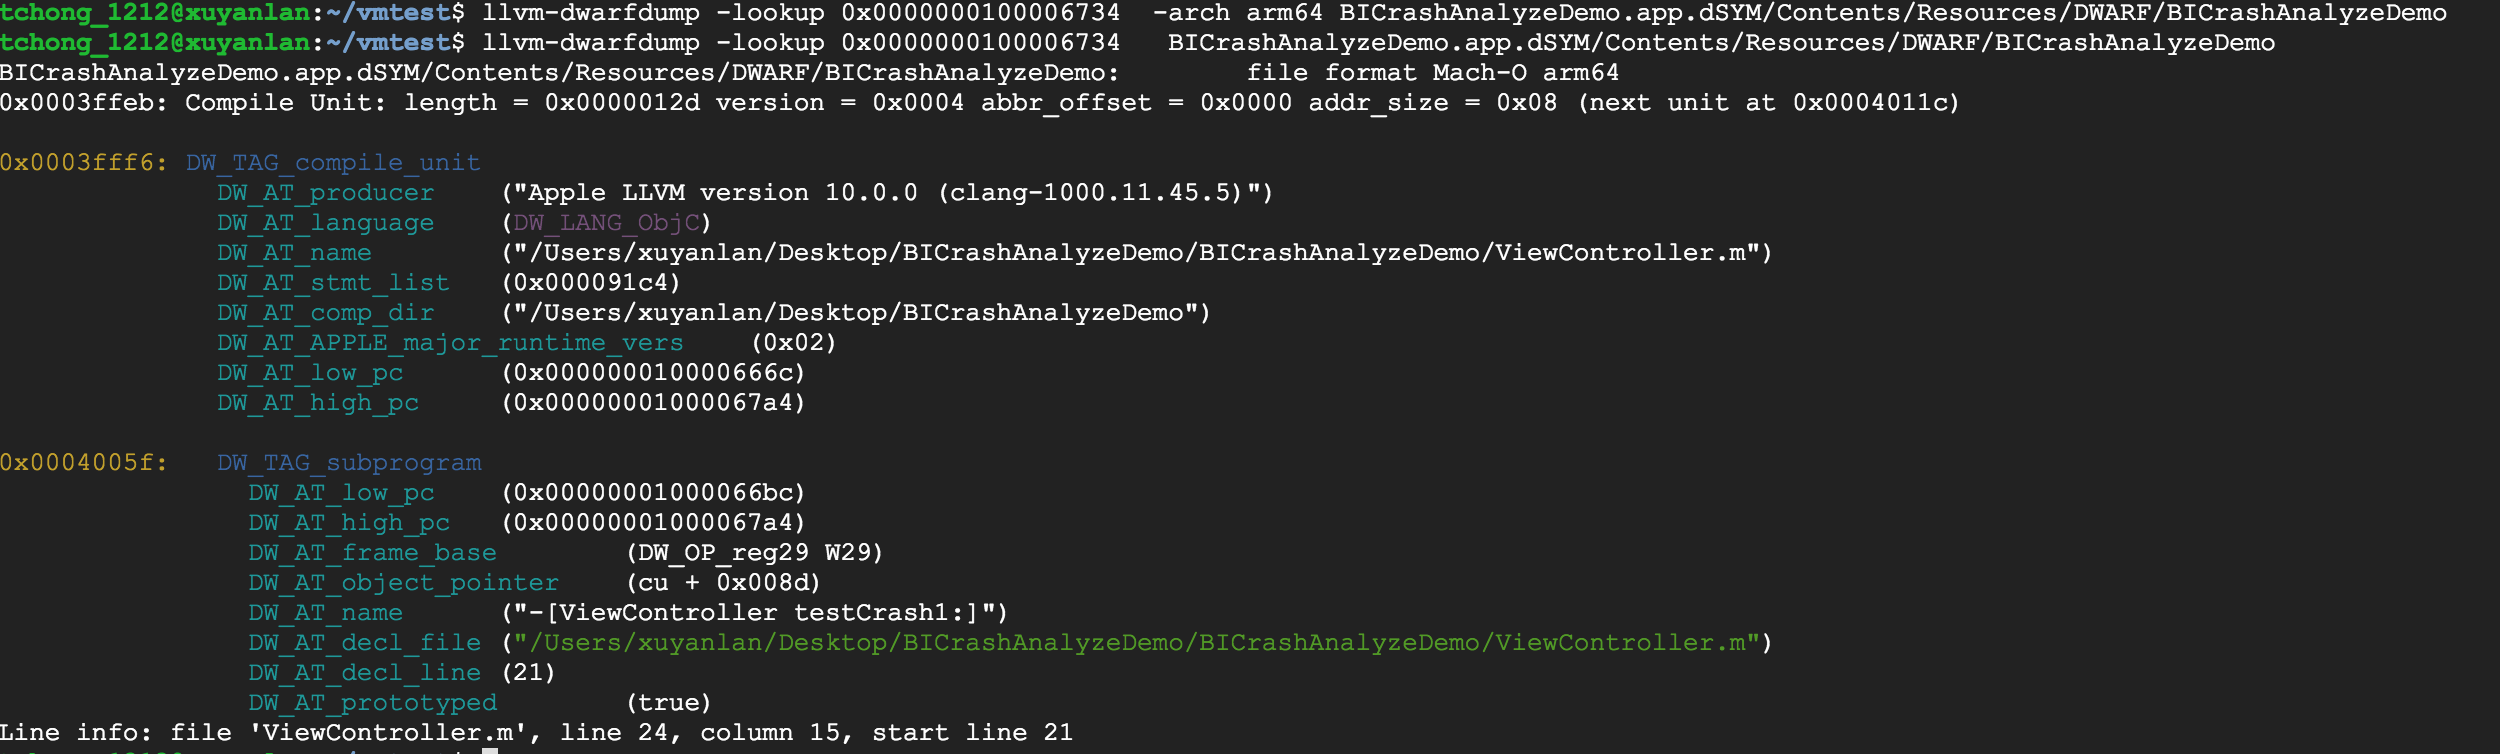 tchong_1212@xuyanlan:~/vmtest$ llvm-dwarfdump -lookup 0x0000000100006734  -arch arm64 BICrashAnalyzeDemo.app.dSYM/Contents/Resources/DWARF/BICrashAnalyzeDemo
tchong_1212@xuyanlan:~/vmtest$ llvm-dwarfdump -lookup 0x0000000100006734   BICrashAnalyzeDemo.app.dSYM/Contents/Resources/DWARF/BICrashAnalyzeDemo
BICrashAnalyzeDemo.app.dSYM/Contents/Resources/DWARF/BICrashAnalyzeDemo:        file format Mach-O arm64
0x0003ffeb: Compile Unit: length = 0x0000012d version = 0x0004 abbr_offset = 0x0000 addr_size = 0x08 (next unit at 0x0004011c)
0x0003fff6: DW_TAG_compile_unit
DW_AT_producer    ("Apple LLVM version 10.0.0 (clang-1000.11.45.5)")
DW_AT_language    (DW_LANG_ObjC)
DW_AT_name        ("/Users/xuyanlan/Desktop/BICrashAnalyzeDemo/BICrashAnalyzeDemo/ViewController.m")
DW_AT_stmt_list   (0x000091c4)
DW_AT_comp_dir    ("/Users/xuyanlan/Desktop/BICrashAnalyzeDemo")
DW_AT_APPLE_major_runtime_vers    (0x02)
DW_AT_low_pc      (0x000000010000666c)
DW_AT_high_pc     (0x00000001000067a4)
0x0004005f:   DW_TAG_subprogram
DW_AT_low_pc    (0x00000001000066bc)
DW_AT_high_pc   (0x00000001000067a4)
DW_AT_frame_base        (DW_OP_reg29 W29)
DW_AT_object_pointer    (cu + 0x008d)
DW_AT_name      ("-[ViewController testCrash1:]")
DW_AT_decl_file ("/Users/xuyanlan/Desktop/BICrashAnalyzeDemo/BICrashAnalyzeDemo/ViewController.m")
DW_AT_decl_line (21)
DW_AT_prototyped        (true)
Line info: file 'ViewController.m', line 24, column 15, start line 21